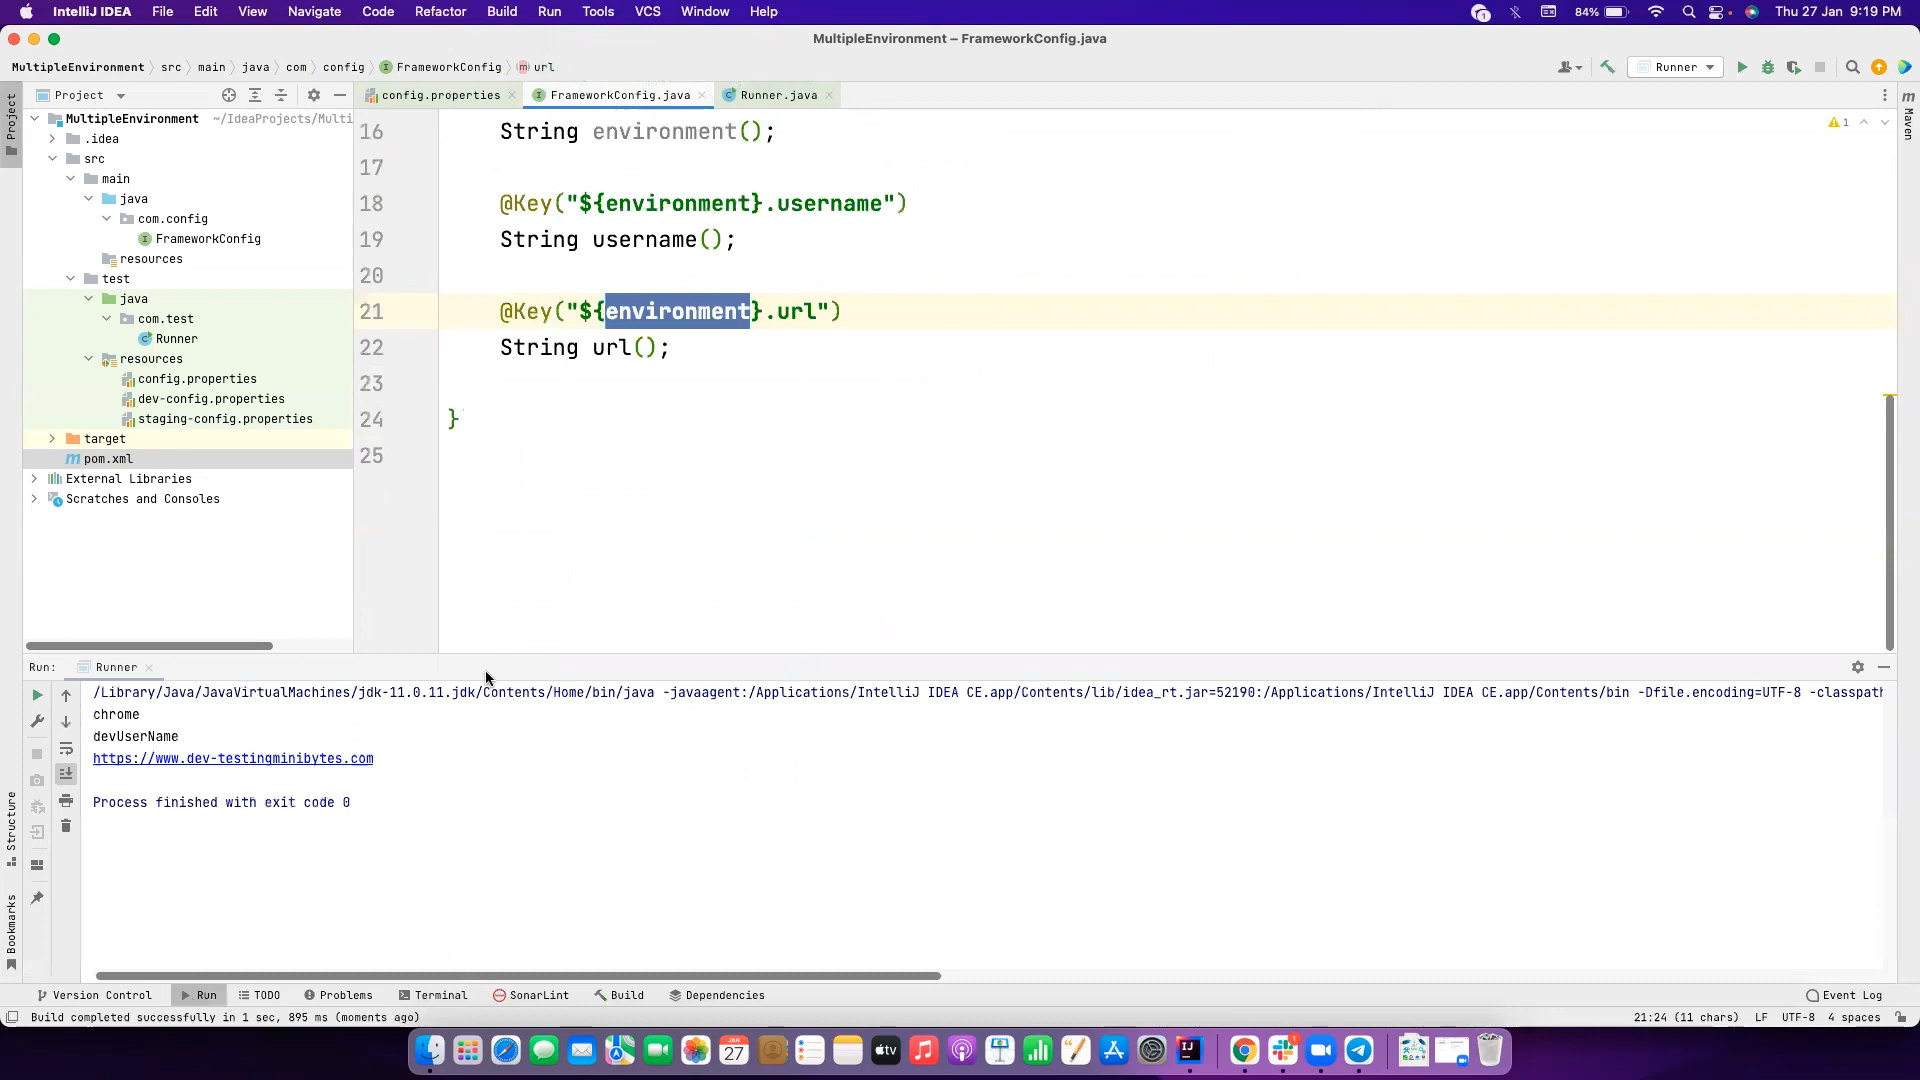 IntelliJ IDEA File Edit View Navigate Code Refactor Build Run Tools VCS Window Help 1 84% Thu 27 Jan 9:19 PM
MultipleEnvironment – FrameworkConfig.java
MultipleEnvironment src main java com config FrameworkConfig url Runner
Project config.properties FrameworkConfig.java Runner.java
MultipleEnvironment ~/IdeaProjects/Multi
.idea
src
main
java
com.config
FrameworkConfig
resources
test
java
com.test
Runner
resources
config.properties
dev-config.properties
staging-config.properties
target
pom.xml
External Libraries
Scratches and Consoles
16 String environment();
17
18 @Key("${environment}.username")
19 String username();
20
21 @Key("${environment}.url")
22 String url();
23
24 }
25
1
Project
Maven
Structure
Bookmarks
Run: Runner
/Library/Java/JavaVirtualMachines/jdk-11.0.11.jdk/Contents/Home/bin/java -javaagent:/Applications/IntelliJ IDEA CE.app/Contents/lib/idea_rt.jar=52190:/Applications/IntelliJ IDEA CE.app/Contents/bin -Dfile.encoding=UTF-8 -classpath
chrome
devUserName
https://www.dev-testingminibytes.com
Process finished with exit code 0
Version Control Run TODO Problems Terminal SonarLint Build Dependencies Event Log
Build completed successfully in 1 sec, 895 ms (moments ago) 21:24 (11 chars) LF UTF-8 4 spaces
JAN
27
tv
1